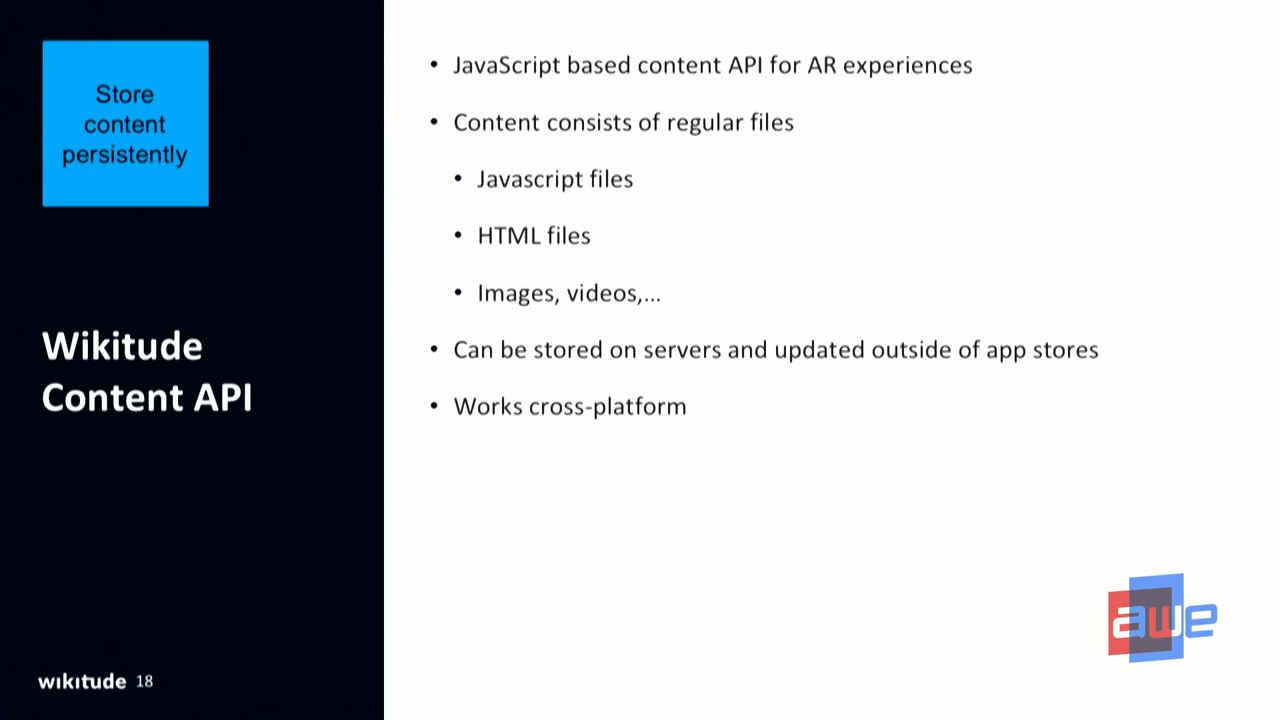 Store
content
persistently
Wikitude
Content API
• JavaScript based content API for AR experiences
• Content consists of regular files
• Javascript files
• HTML files
• Images, videos,...
• Can be stored on servers and updated outside of app stores
• Works cross-platform
awe
wikitude 18